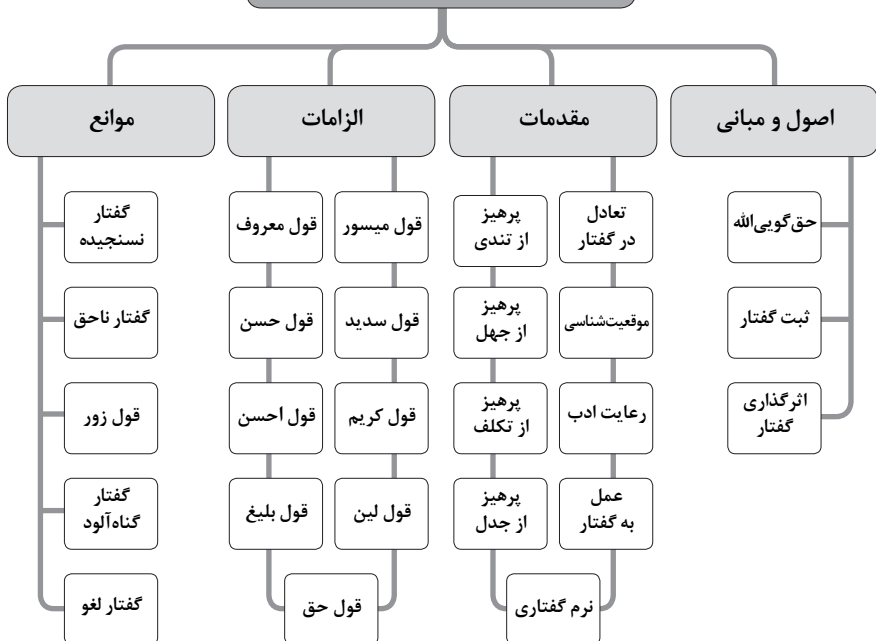 اصول و مبانی
حق‌گویی‌الله
ثبت گفتار
اثرگذاری
گفتار
مقدمات
تعادل
در گفتار
موقعیت‌شناسی
رعایت ادب
عمل
به گفتار
پرهیز
از تندی
پرهیز
از جهل
پرهیز
از تکلف
پرهیز
از جدل
نرم گفتاری
الزامات
قول میسور
قول سدید
قول کریم
قول لین
قول معروف
قول حسن
قول احسن
قول بلیغ
قول حق
موانع
گفتار
نسنجیده
گفتار ناحق
قول زور
گفتار
گناه‌آلود
گفتار لغو